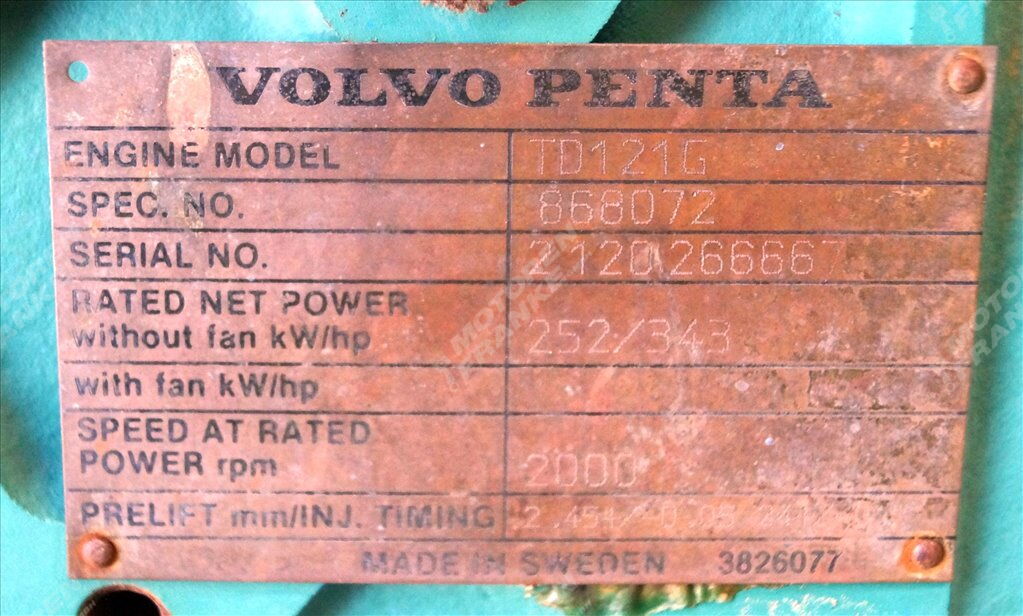 VOLVO PENTA
ENGINE MODEL TD121G
SPEC. NO. 868072
SERIAL NO. 2120266667
RATED NET POWER
without fan kW/hp 252/343
with fan kW/hp
SPEED AT RATED
POWER rpm 2000
PRELIFT mm/INJ. TIMING
MADE IN SWEDEN 3826077
MOTOREN
FRANKEN